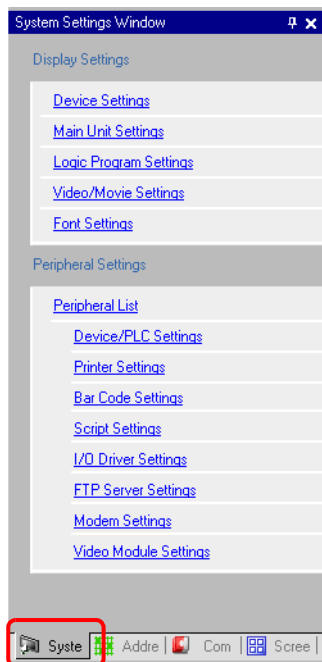 System Settings Window
Display Settings
Device Settings
Main Unit Settings
Logic Program Settings
Video/Movie Settings
Font Settings
Peripheral Settings
Peripheral List
Device/PLC Settings
Printer Settings
Bar Code Settings
Script Settings
I/O Driver Settings
FTP Server Settings
Modem Settings
Video Module Settings
Syste Addre Com Scree